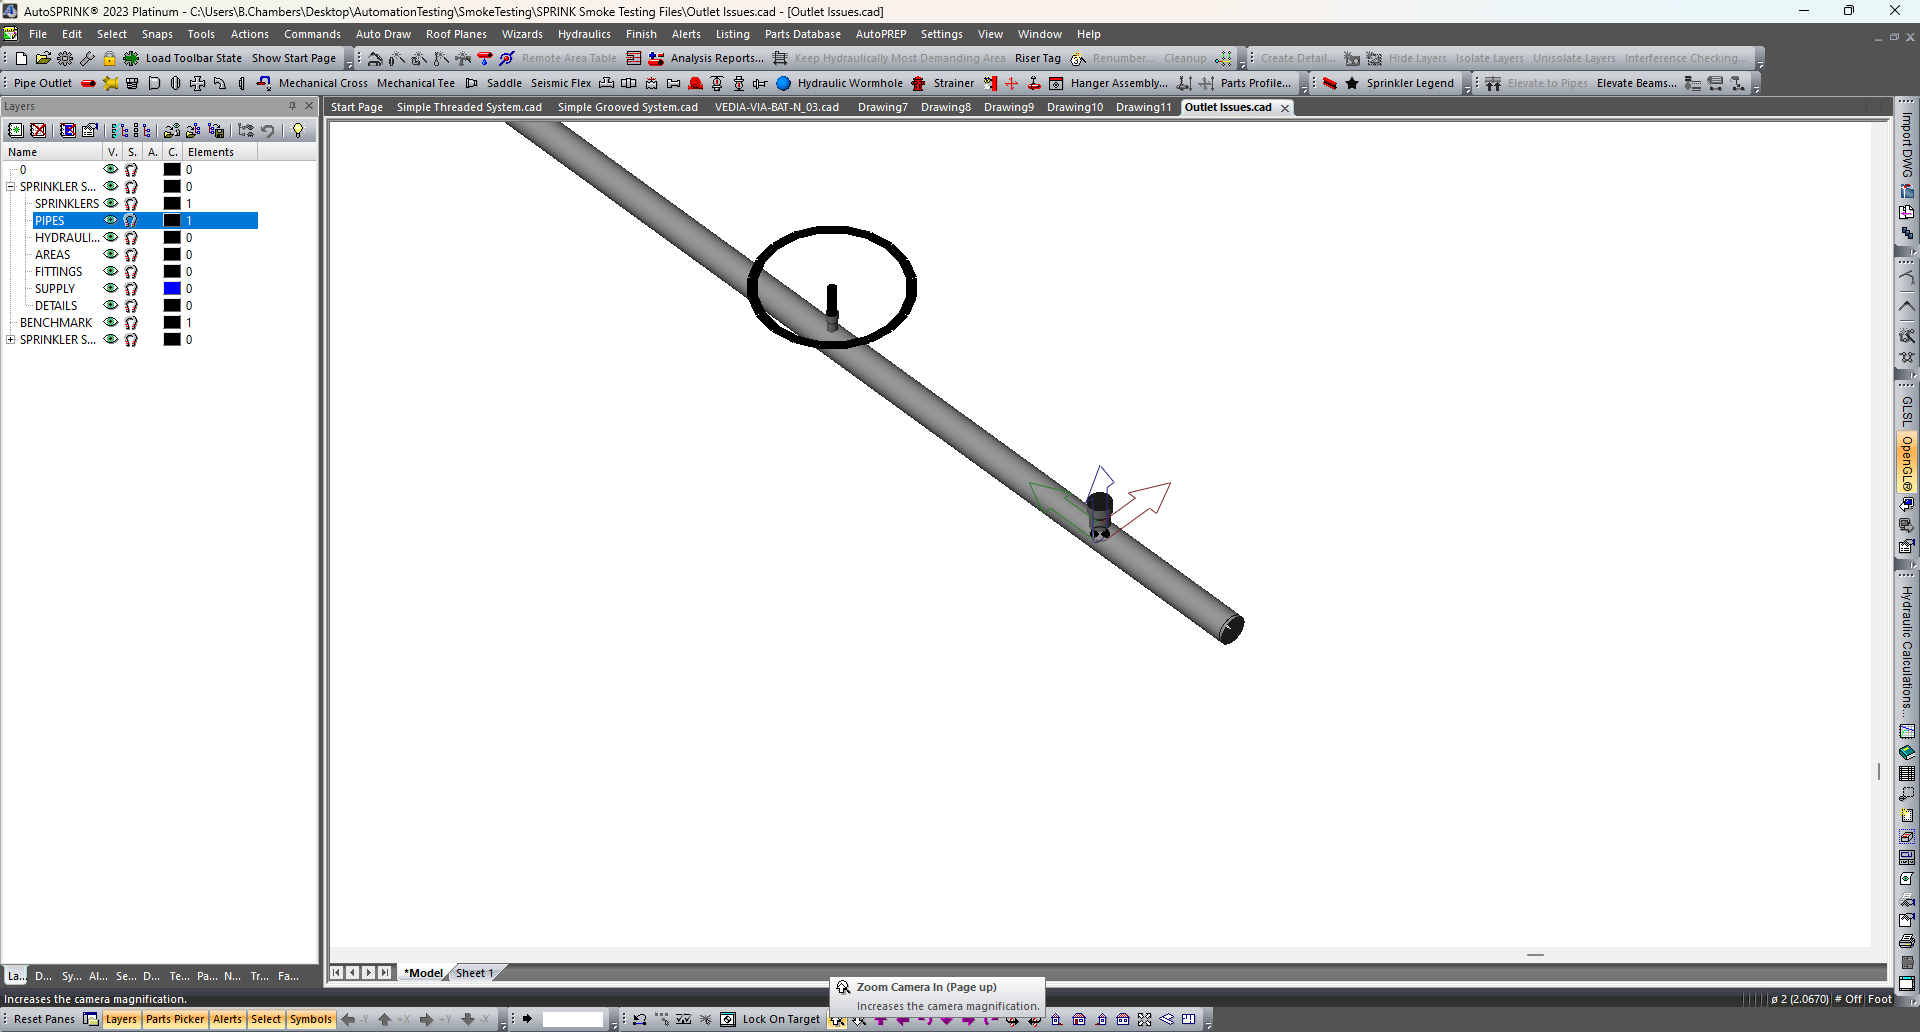 AutoSPRINK® 2023 Platinum - C:\Users\B.Chambers\Desktop\AutomationTesting\SmokeTesting\SPRINK Smoke Testing Files\Outlet Issues.cad - [Outlet Issues.cad]
File Edit Select Snaps Tools Actions Commands Auto Draw Roof Planes Wizards Hydraulics Finish Alerts Listing Parts Database AutoPREP Settings View Window Help
Load Toolbar State Show Start Page Remote Area Table Analysis Reports... Keep Hydraulically Most Demanding Area Riser Tag Renumber... Cleanup Create Detail... Hide Layers Isolate Layers Unisolate Layers Interference Checking...
Pipe Outlet Mechanical Cross Mechanical Tee Saddle Seismic Flex Hydraulic Wormhole Strainer Hanger Assembly... Parts Profile... Sprinkler Legend Elevate to Pipes Elevate Beams...
Layers
Start Page Simple Threaded System.cad Simple Grooved System.cad VEDIA-VIA-BAT-N_03.cad Drawing7 Drawing8 Drawing9 Drawing10 Drawing11 Outlet Issues.cad
Name V. S. A. C. Elements
0 0
SPRINKLER S... 0
SPRINKLERS 1
PIPES 1
HYDRAULI... 0
AREAS 0
FITTINGS 0
SUPPLY 0
DETAILS 0
BENCHMARK 1
SPRINKLER S... 0
Import DWG
GLSL
OpenGL®
Hydraulic Calculations...
La... D... Sy... Al... Se... D... Te... Pa... N... Tr... Fa...
*Model Sheet 1
Zoom Camera In (Page up)
Increases the camera magnification.
Increases the camera magnification.
ø 2 (2.0670) # Off Foot
Reset Panes Layers Parts Picker Alerts Select Symbols -Y +X +Y -X Lock On Target